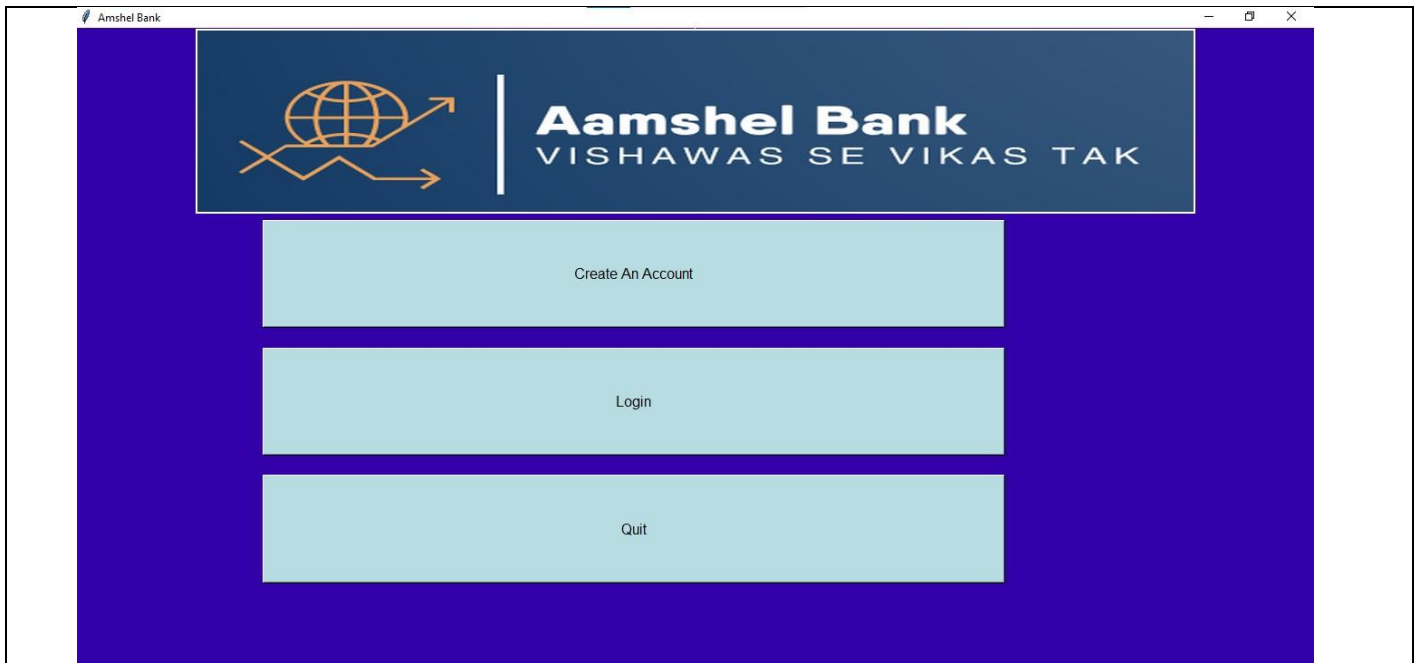 Amshel Bank
Aamshel Bank
VISHAWAS SE VIKAS TAK
Create An Account
Login
Quit